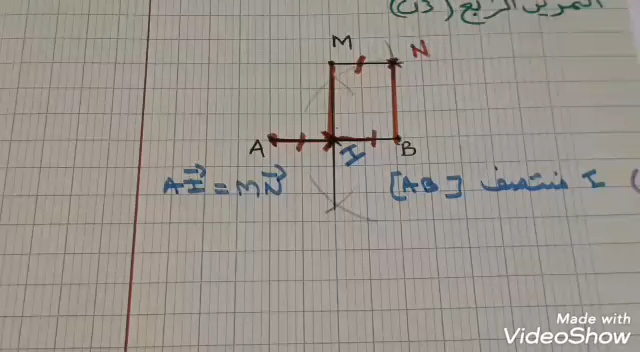 التمرين الرابع (3ن)
M N
A I B
AI⃗ = MN⃗
I منتصف [AB]
Made with
VideoShow